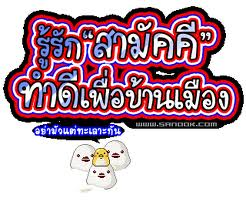 รู้รัก“สามัคคี”
ทำดีเพื่อบ้านเมือง
WWW.SANOOK.COM
อย่ามัวแต่ทะเลาะกัน